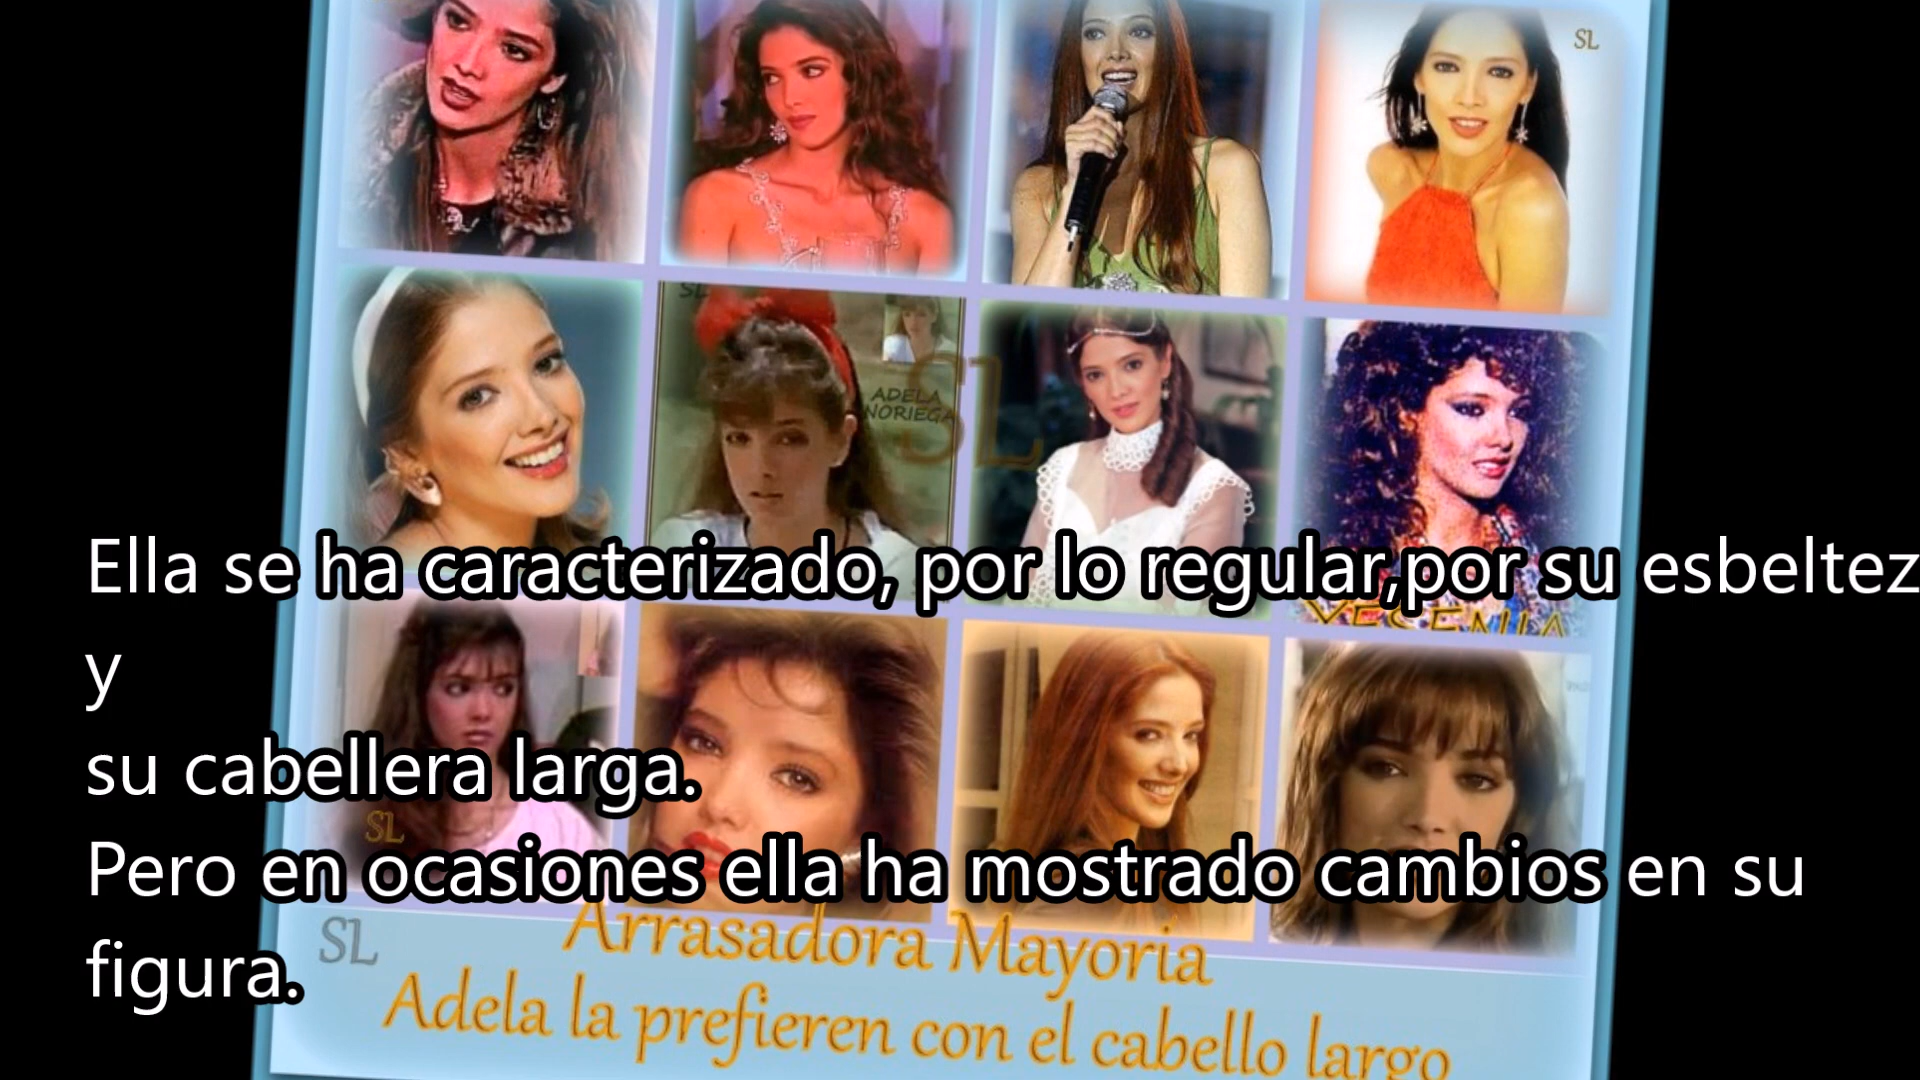 SL
SL
ADELA
NORIEGA
SL
Ella se ha caracterizado, por lo regular,por su esbeltez
YESENIA
y
su cabellera larga.
SL
Pero en ocasiones ella ha mostrado cambios en su
figura.
SL
Arrasadora Mayoria
Adela la prefieren con el cabello largo